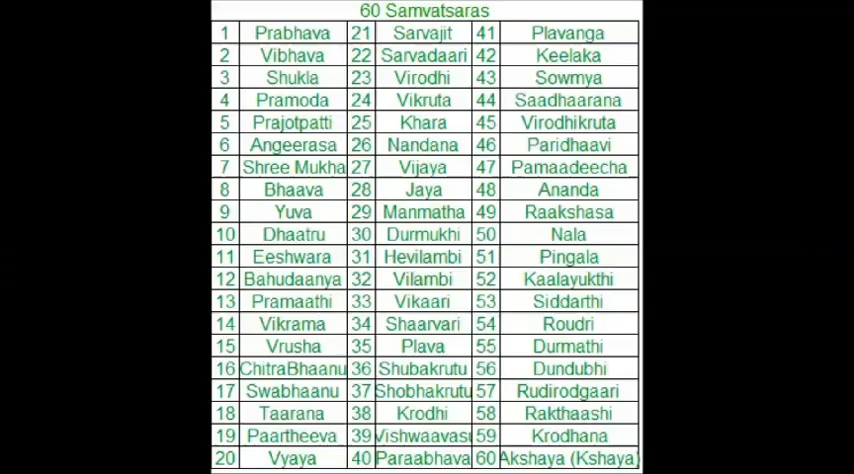 60 Samvatsaras
1 Prabhava 21 Sarvajit 41 Plavanga
2 Vibhava 22 Sarvadaari 42 Keelaka
3 Shukla 23 Virodhi 43 Sowmya
4 Pramoda 24 Vikruta 44 Saadhaarana
5 Prajotpatti 25 Khara 45 Virodhikruta
6 Angeerasa 26 Nandana 46 Paridhaavi
7 Shree Mukha 27 Vijaya 47 Pamaadeecha
8 Bhaava 28 Jaya 48 Ananda
9 Yuva 29 Manmatha 49 Raakshasa
10 Dhaatru 30 Durmukhi 50 Nala
11 Eeshwara 31 Hevilambi 51 Pingala
12 Bahudaanya 32 Vilambi 52 Kaalayukthi
13 Pramaathi 33 Vikaari 53 Siddarthi
14 Vikrama 34 Shaarvari 54 Roudri
15 Vrusha 35 Plava 55 Durmathi
16 ChitraBhaanu 36 Shubakrutu 56 Dundubhi
17 Swabhaanu 37 Shobhakrutu 57 Rudirodgaari
18 Taarana 38 Krodhi 58 Rakthaashi
19 Paartheeva 39 Vishwaavasu 59 Krodhana
20 Vyaya 40 Paraabhava 60 Akshaya (Kshaya)